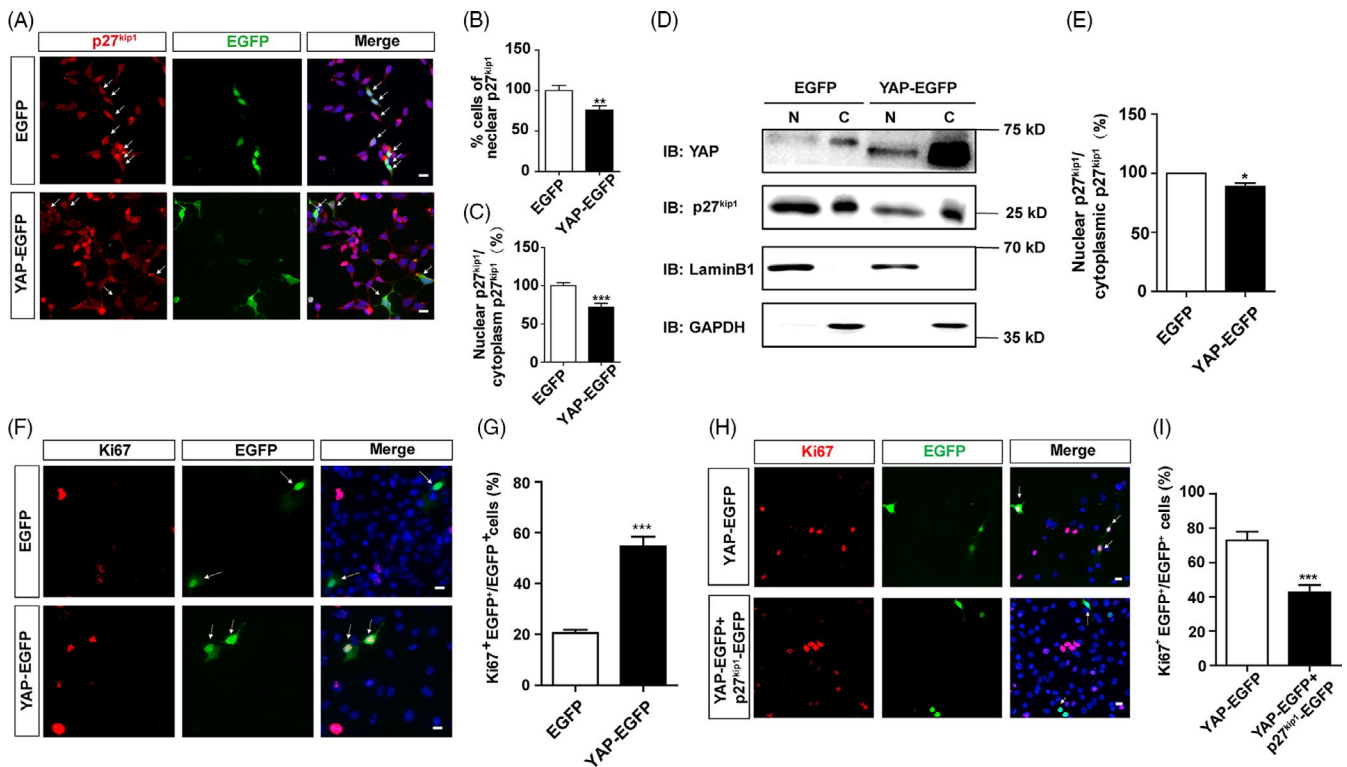 (A)
p27kip1 EGFP Merge
EGFP
YAP-EGFP
(B)
% cells of
neclear p27kip1
150
100
50
0
**
EGFP
YAP-EGFP
(C)
Nuclear p27kip1/
cytoplasm p27kip1 (%)
150
100
50
0
***
EGFP
YAP-EGFP
(D)
EGFP YAP-EGFP
N C N C
75 kD
IB: YAP
IB: p27kip1
25 kD
70 kD
IB: LaminB1
IB: GAPDH
35 kD
(E)
Nuclear p27kip1/
cytoplasmic p27kip1 (%)
150
100
50
0
*
EGFP
YAP-EGFP
(F)
Ki67 EGFP Merge
EGFP
YAP-EGFP
(G)
Ki67+ EGFP+/EGFP+cells (%)
80
60
40
20
0
***
EGFP
YAP-EGFP
(H)
Ki67 EGFP Merge
YAP-EGFP
YAP-EGFP+
p27kip1-EGFP
(I)
Ki67+ EGFP+/EGFP+ cells (%)
100
80
60
40
20
0
***
YAP-EGFP
YAP-EGFP+
p27kip1-EGFP